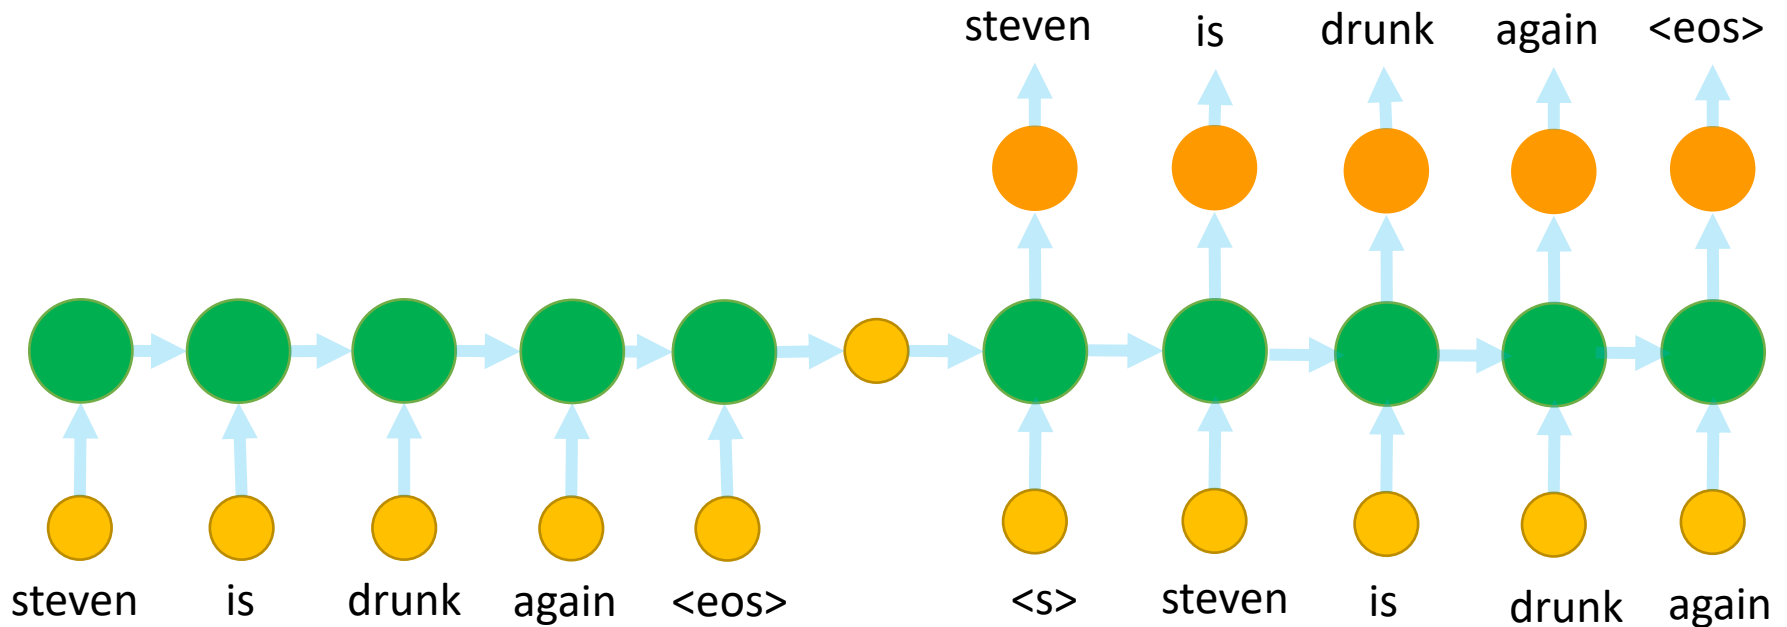 steven is drunk again <eos>
steven is drunk again <eos> <s> steven is drunk again